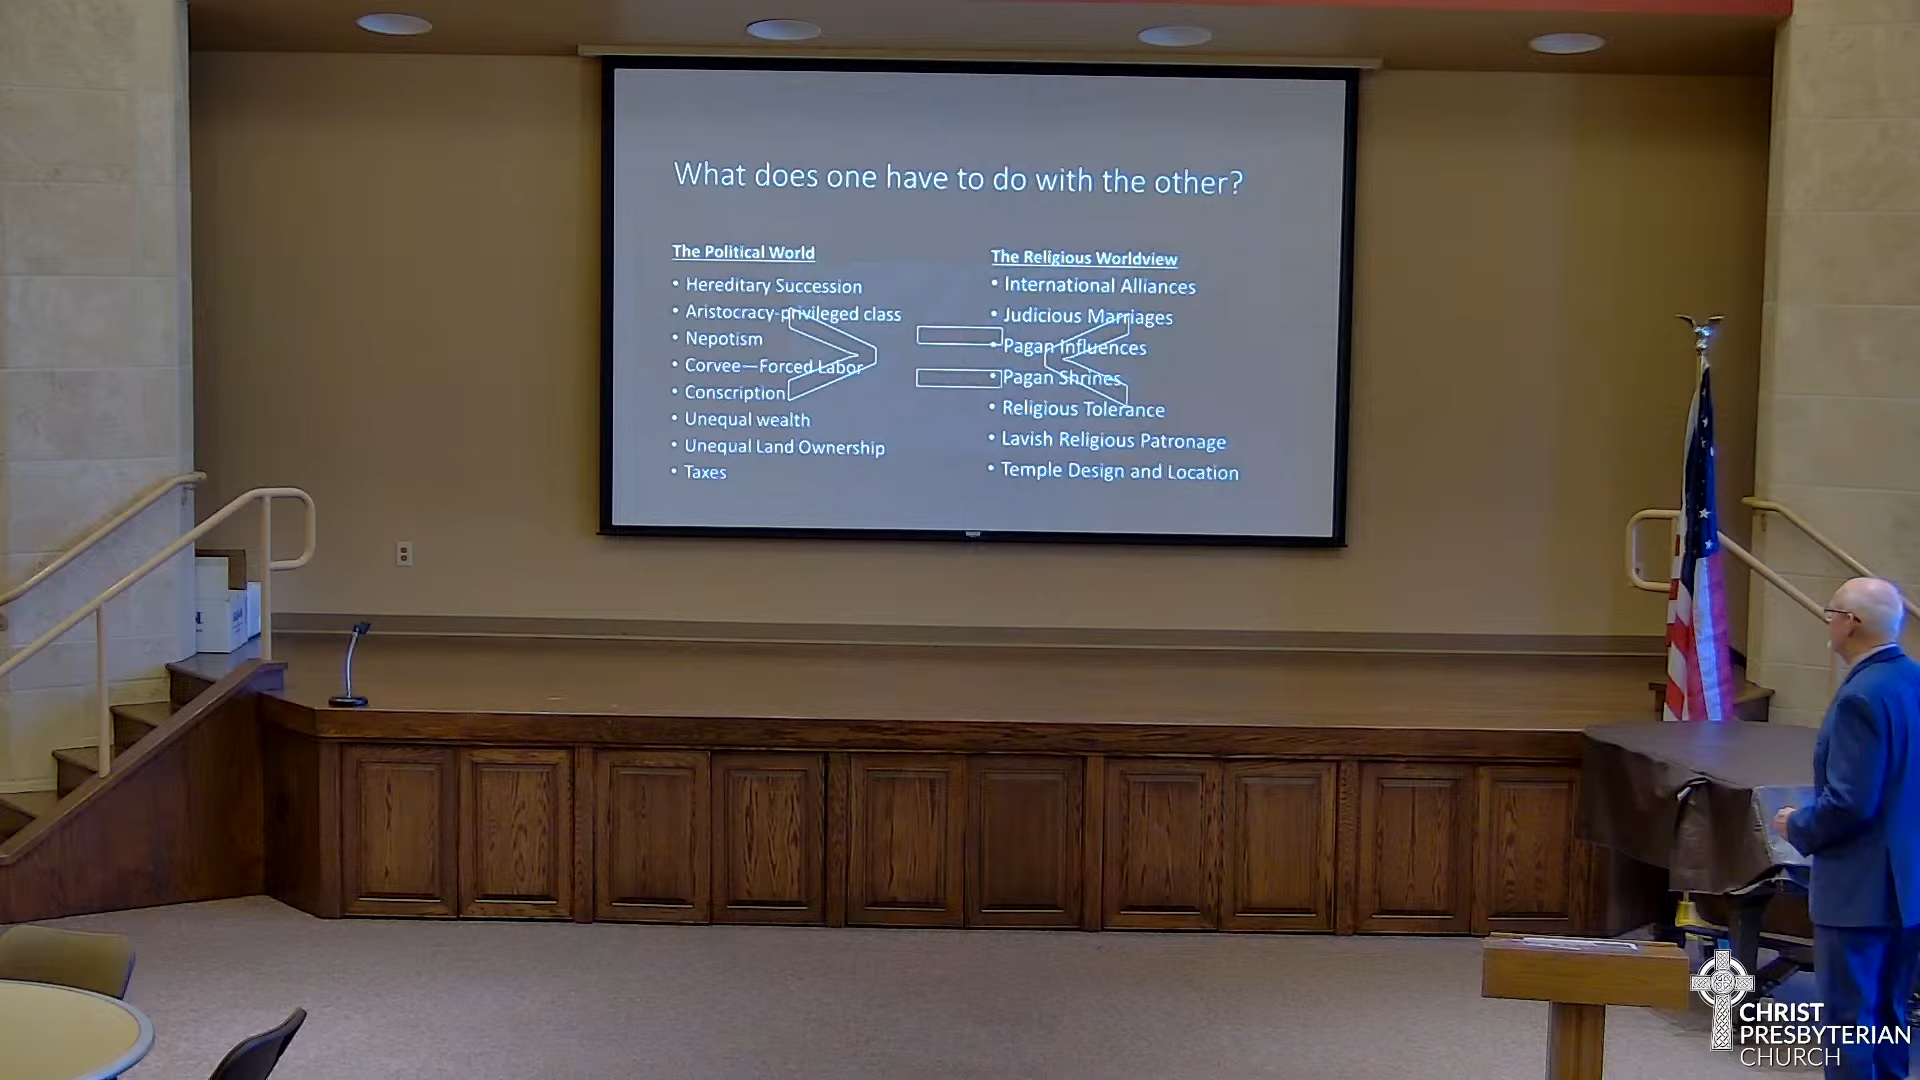 What does one have to do with the other?
The Political World
• Hereditary Succession
• Aristocracy-privileged class
• Nepotism
• Corvee—Forced Labor
• Conscription
• Unequal wealth
• Unequal Land Ownership
• Taxes
The Religious Worldview
• International Alliances
• Judicious Marriages
• Pagan Influences
• Pagan Shrines
• Religious Tolerance
• Lavish Religious Patronage
• Temple Design and Location
CHRIST
PRESBYTERIAN
CHURCH